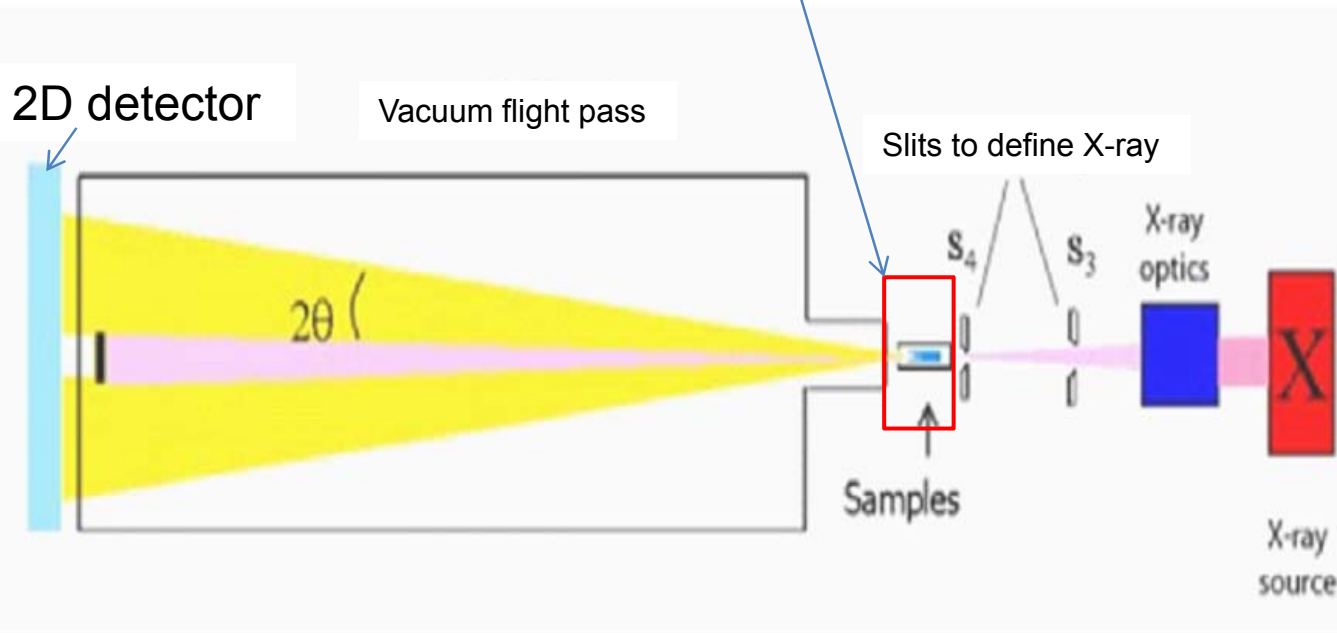 2D detector
Vacuum flight pass
Slits to define X-ray
S4
S3
X-ray
optics
2θ
X
Samples
X-ray
source